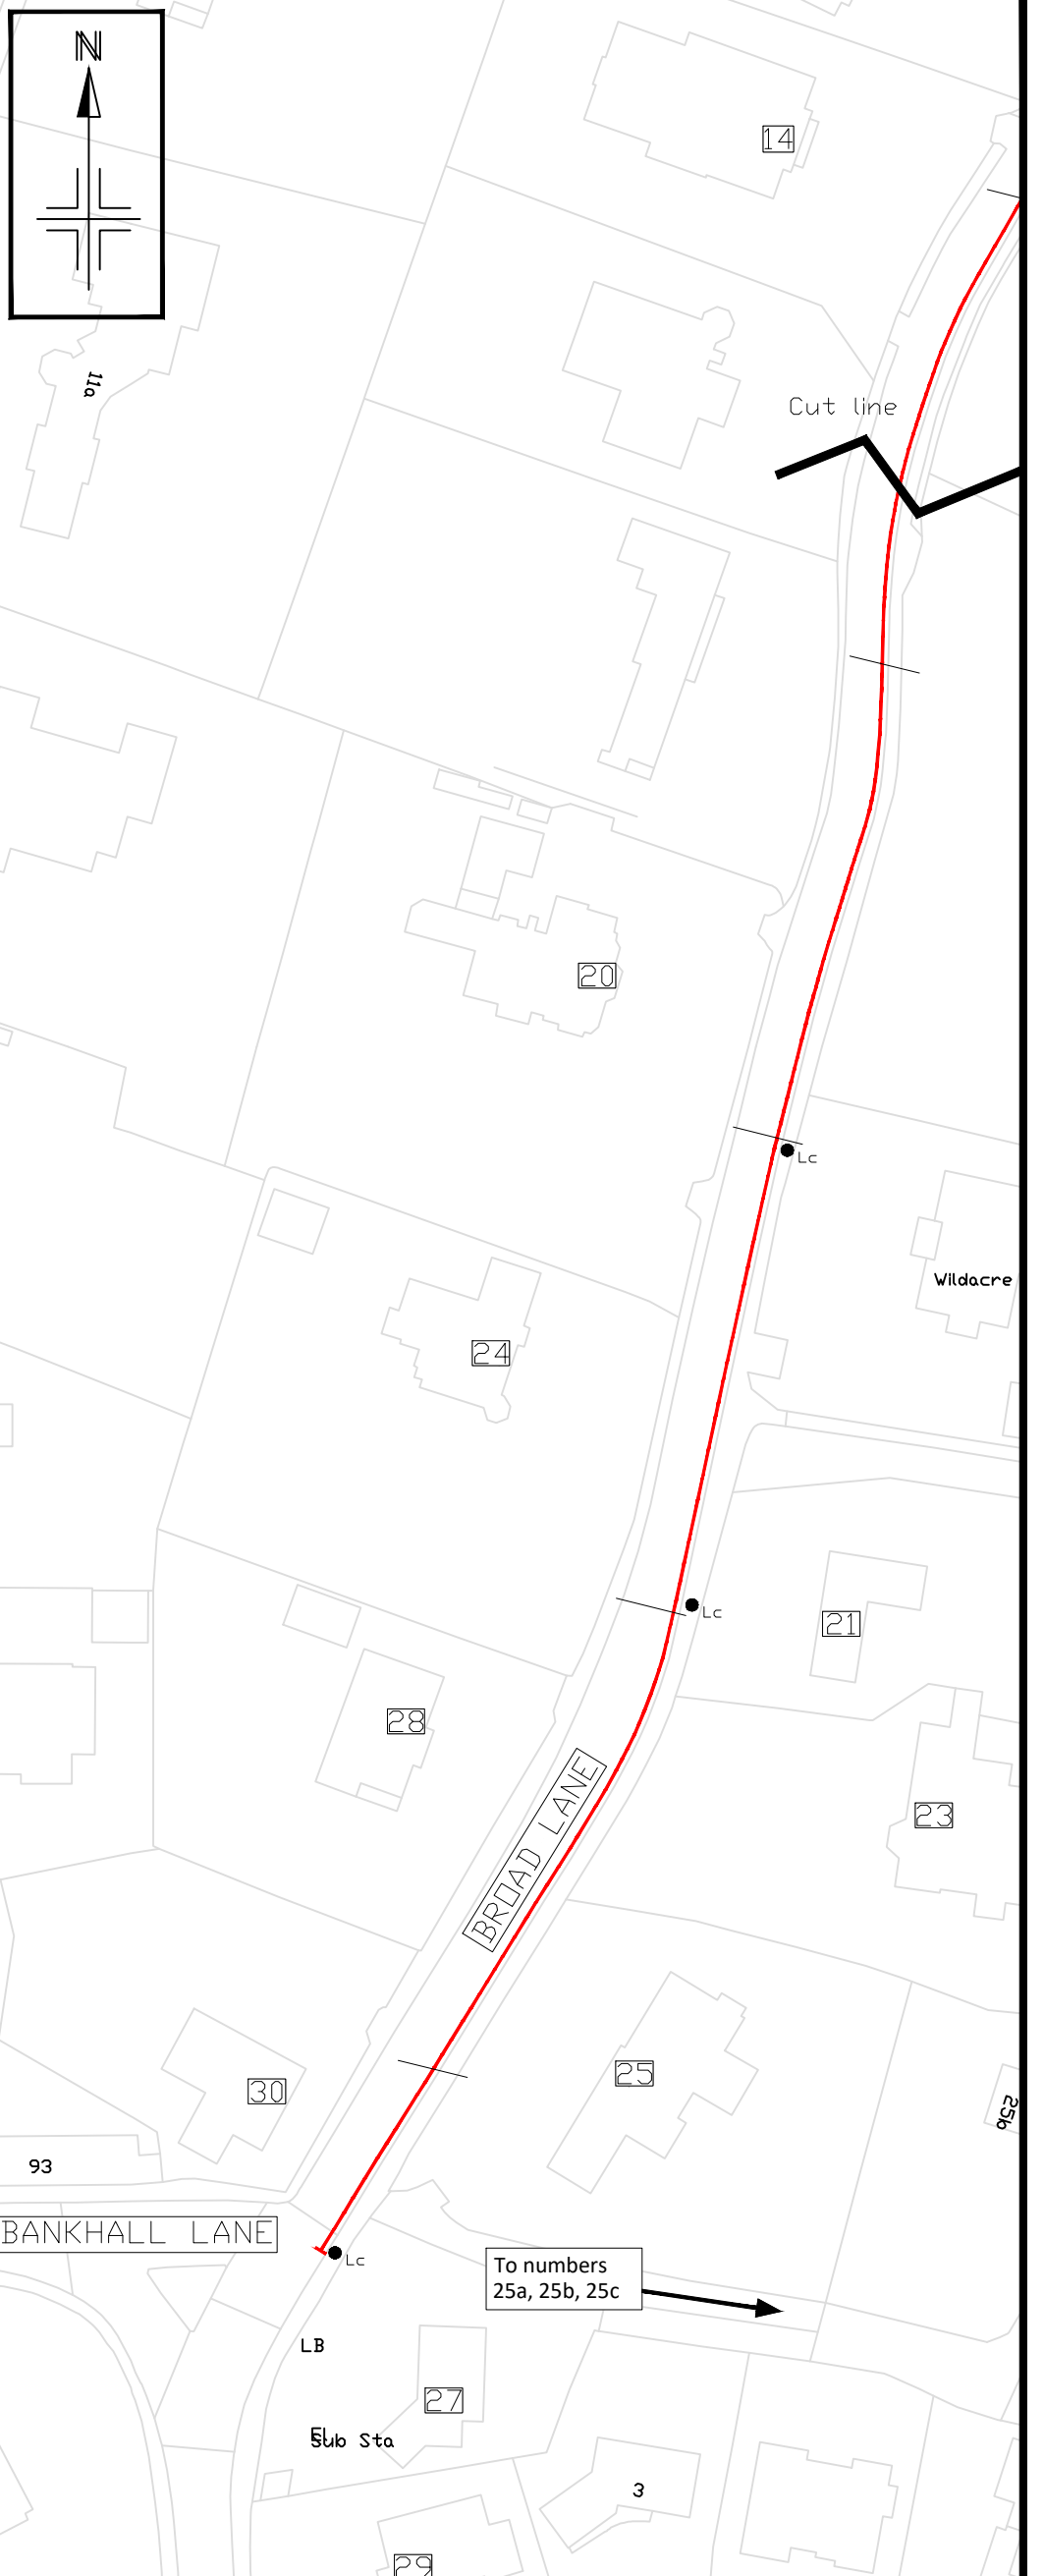 N
14
11a
Cut line
20
Lc
Wildacre
24
Lc
21
28
23
BROAD LANE
25
30
25b
93
BANKHALL LANE
Lc
To numbers
25a, 25b, 25c
LB
27
El
Sub Sta
3
29